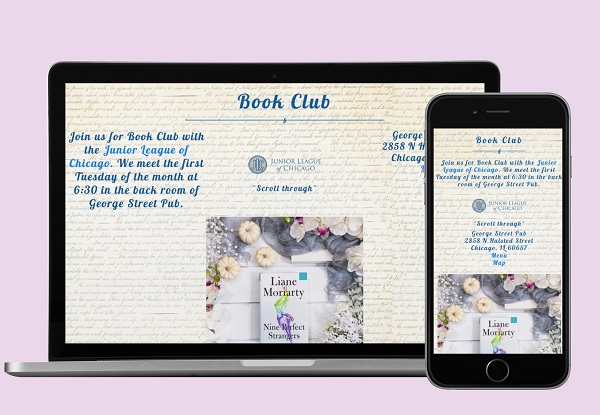 Book Club
Join us for Book Club with
the Junior League of
Chicago. We meet the first
Tuesday of the month at
6:30 in the back room of
George Street Pub.
JUNIOR LEAGUE
of CHICAGO
"Scroll through"
George
2858 N
Chicago
Liane
Moriarty
Nine Perfect
Strangers
Book Club
Join us for Book Club with the Junior
League of Chicago. We meet the first
Tuesday of the month at 6:30 in the back
room of George Street Pub.
JUNIOR LEAGUE
of CHICAGO
"Scroll through"
George Street Pub
2858 N Halsted Street
Chicago, IL 60657
Menu
Map
Liane
Moriarty